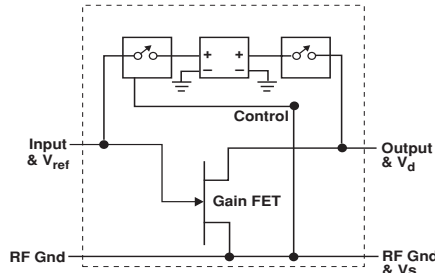 + +
– –
Control
Input
& Vref
Output
& Vd
Gain FET
RF Gnd
RF Gnd
& Vs